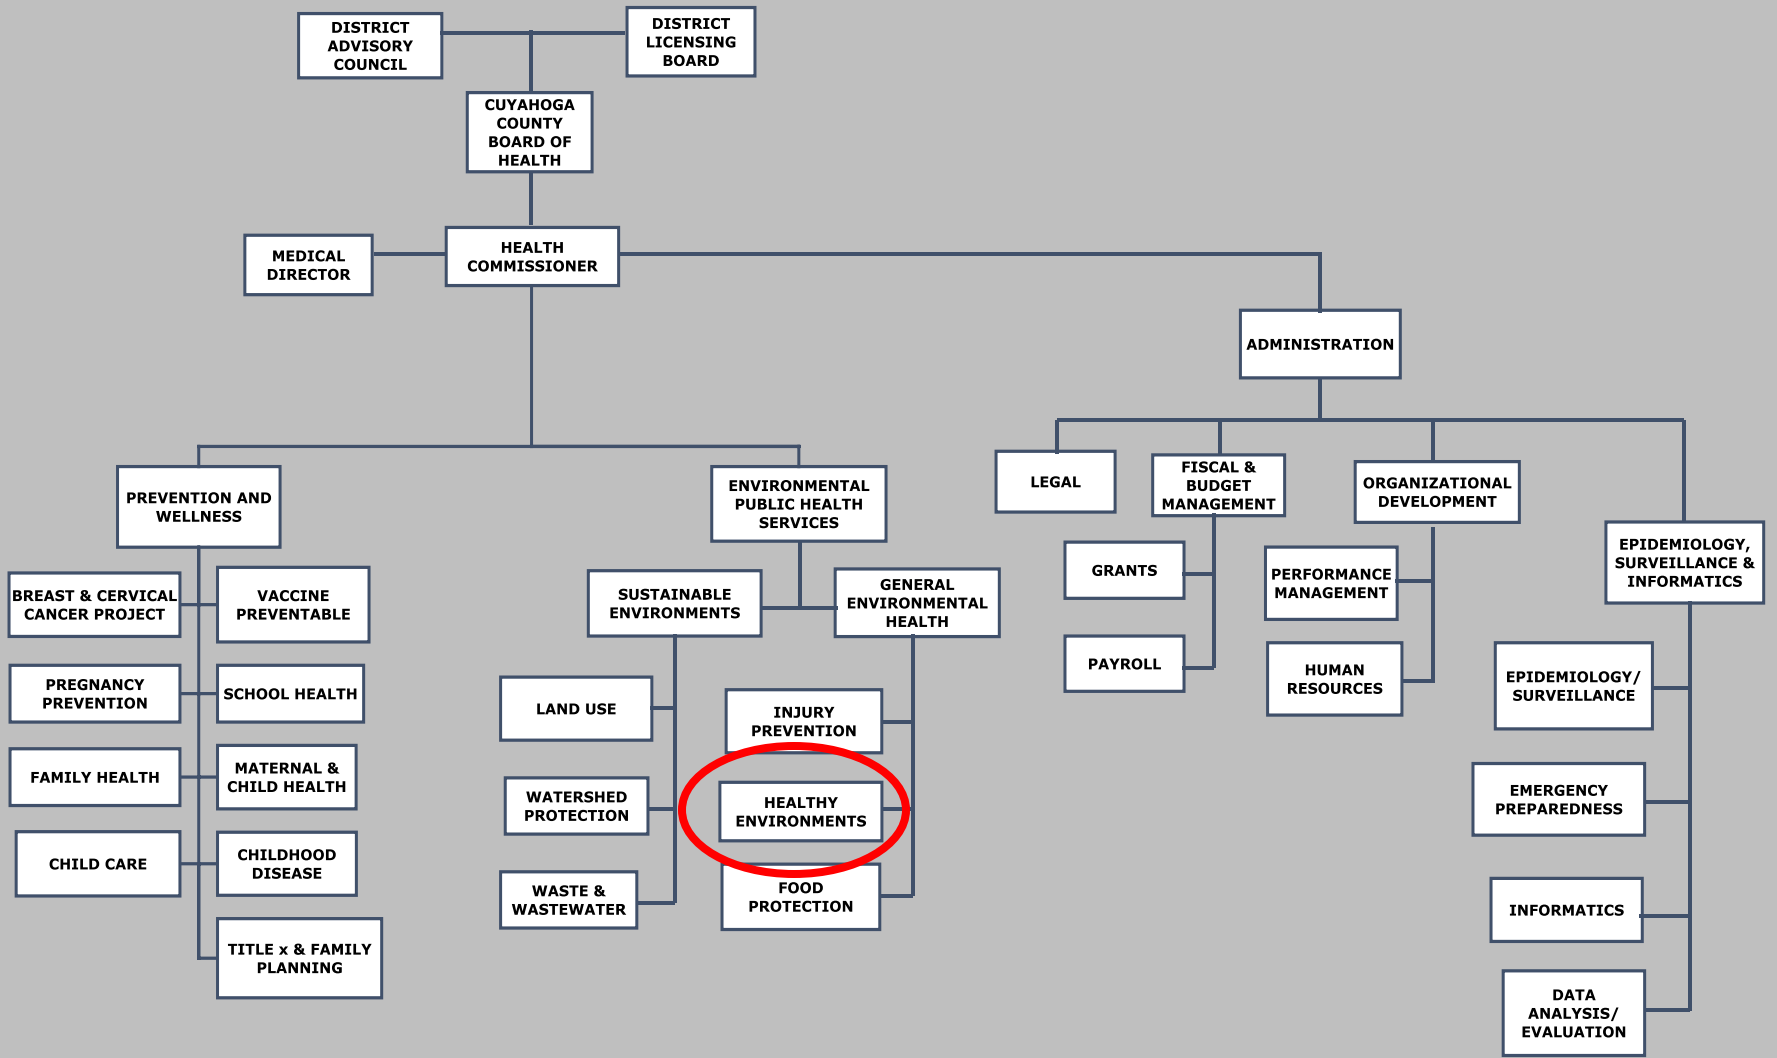 DISTRICT
ADVISORY
COUNCIL
DISTRICT
LICENSING
BOARD
CUYAHOGA
COUNTY
BOARD OF
HEALTH
MEDICAL
DIRECTOR
HEALTH
COMMISSIONER
ADMINISTRATION
PREVENTION AND
WELLNESS
ENVIRONMENTAL
PUBLIC HEALTH
SERVICES
LEGAL
FISCAL &
BUDGET
MANAGEMENT
ORGANIZATIONAL
DEVELOPMENT
EPIDEMIOLOGY,
SURVEILLANCE &
INFORMATICS
BREAST & CERVICAL
CANCER PROJECT
VACCINE
PREVENTABLE
PREGNANCY
PREVENTION
SCHOOL HEALTH
FAMILY HEALTH
MATERNAL &
CHILD HEALTH
CHILD CARE
CHILDHOOD
DISEASE
TITLE x & FAMILY
PLANNING
SUSTAINABLE
ENVIRONMENTS
GENERAL
ENVIRONMENTAL
HEALTH
LAND USE
WATERSHED
PROTECTION
WASTE &
WASTEWATER
INJURY
PREVENTION
HEALTHY
ENVIRONMENTS
FOOD
PROTECTION
GRANTS
PAYROLL
PERFORMANCE
MANAGEMENT
HUMAN
RESOURCES
EPIDEMIOLOGY/
SURVEILLANCE
EMERGENCY
PREPAREDNESS
INFORMATICS
DATA
ANALYSIS/
EVALUATION